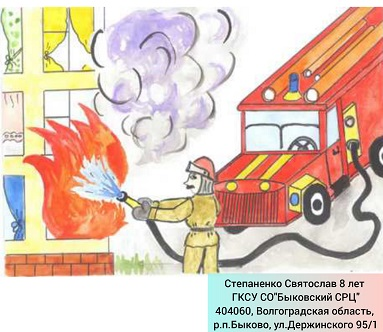 Степаненко Святослав 8 лет
ГКСУ СО"Быковский СРЦ"
404060, Волгоградская область,
р.п.Быково, ул.Держинского 95/1